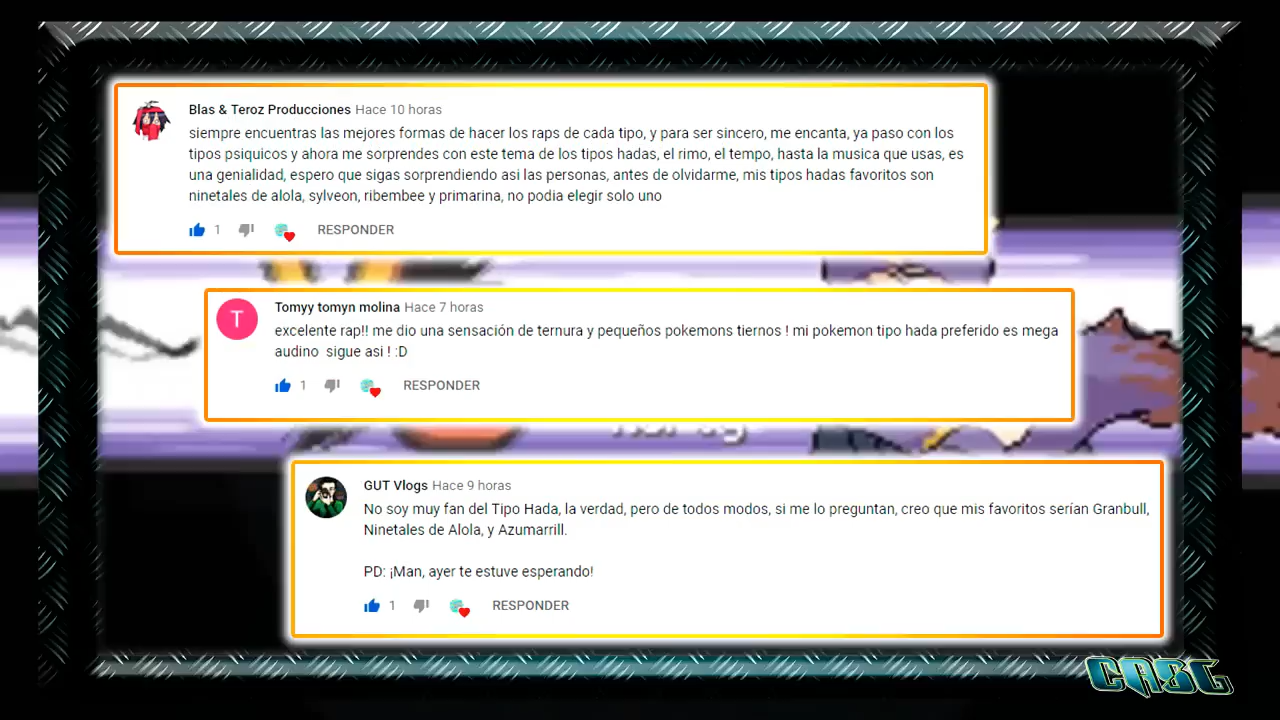 Blas & Teroz Producciones Hace 10 horas
siempre encuentras las mejores formas de hacer los raps de cada tipo, y para ser sincero, me encanta, ya paso con los
tipos psiquicos y ahora me sorprendes con este tema de los tipos hadas, el rimo, el tempo, hasta la musica que usas, es
una genialidad, espero que sigas sorprendiendo asi las personas, antes de olvidarme, mis tipos hadas favoritos son
ninetales de alola, sylveon, ribembee y primarina, no podia elegir solo uno
1 RESPONDER
T
Tomyy tomyn molina Hace 7 horas
excelente rap!! me dio una sensación de ternura y pequeños pokemons tiernos ! mi pokemon tipo hada preferido es mega
audino sigue asi ! :D
1 RESPONDER
GUT Vlogs Hace 9 horas
No soy muy fan del Tipo Hada, la verdad, pero de todos modos, si me lo preguntan, creo que mis favoritos serían Granbull,
Ninetales de Alola, y Azumarrill.
PD: ¡Man, ayer te estuve esperando!
1 RESPONDER